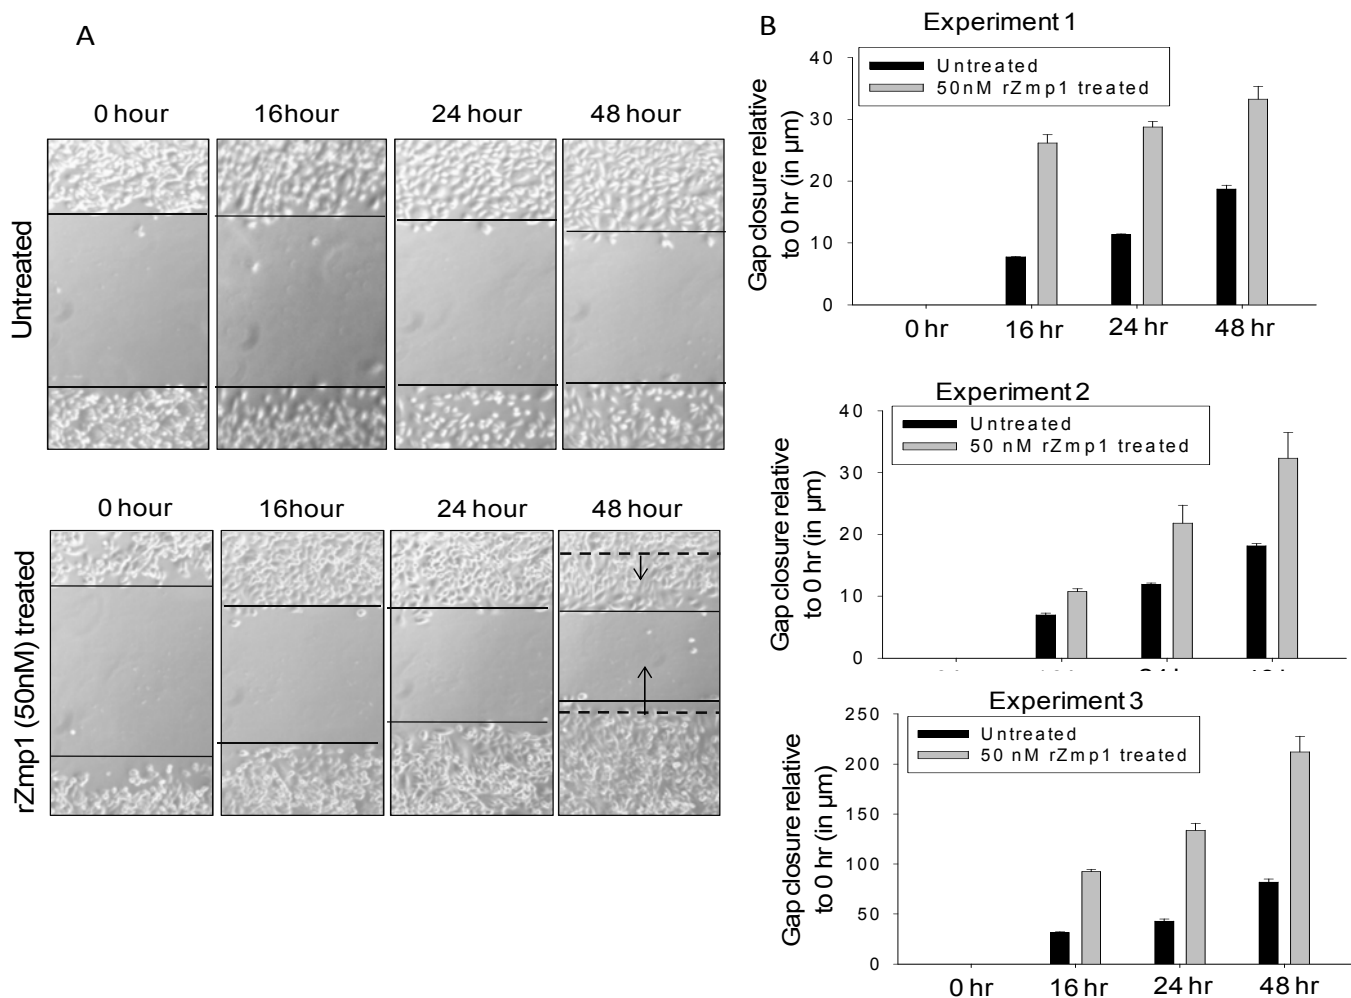 A
0 hour
16hour
24 hour
48 hour
Untreated
0 hour
16hour
24 hour
48 hour
rZmp1 (50nM) treated
B
Experiment 1
Untreated
50nM rZmp1 treated
Gap closure relative
to 0 hr (in µm)
40
30
20
10
0
0 hr
16 hr
24 hr
48 hr
Experiment 2
Untreated
50 nM rZmp1 treated
Gap closure relative
to 0 hr (in µm)
40
30
20
10
0
Experiment 3
Untreated
50 nM rZmp1 treated
Gap closure relative
to 0 hr (in µm)
250
200
150
100
50
0
0 hr
16 hr
24 hr
48 hr